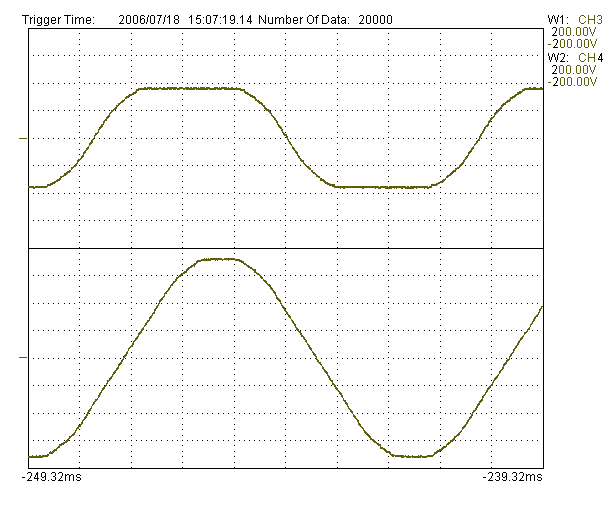 Trigger Time: 2006/07/18 15:07:19.14 Number Of Data: 20000
W1: CH3
200.00V
-200.00V
W2: CH4
200.00V
-200.00V
-249.32ms -239.32ms